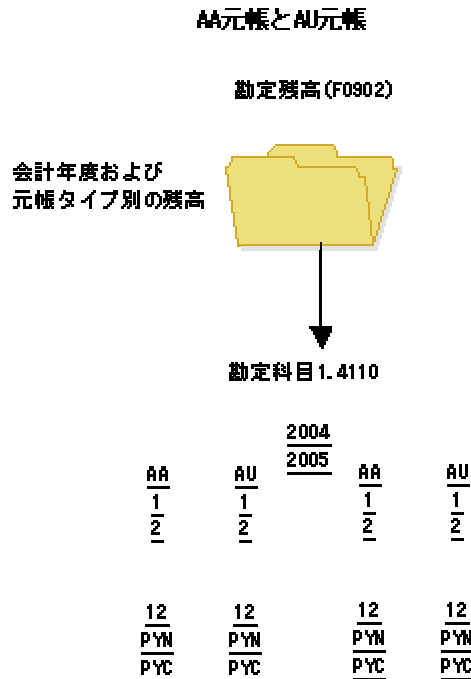 AA元帳とAU元帳
勘定残高(F0902)
会計年度および
元帳タイプ別の残高
勘定科目1.4110
2004
2005
AA AU AA AU
1 1 1 1
2 2 2 2
12 12 12 12
PYN PYN PYN PYN
PYC PYC PYC PYC